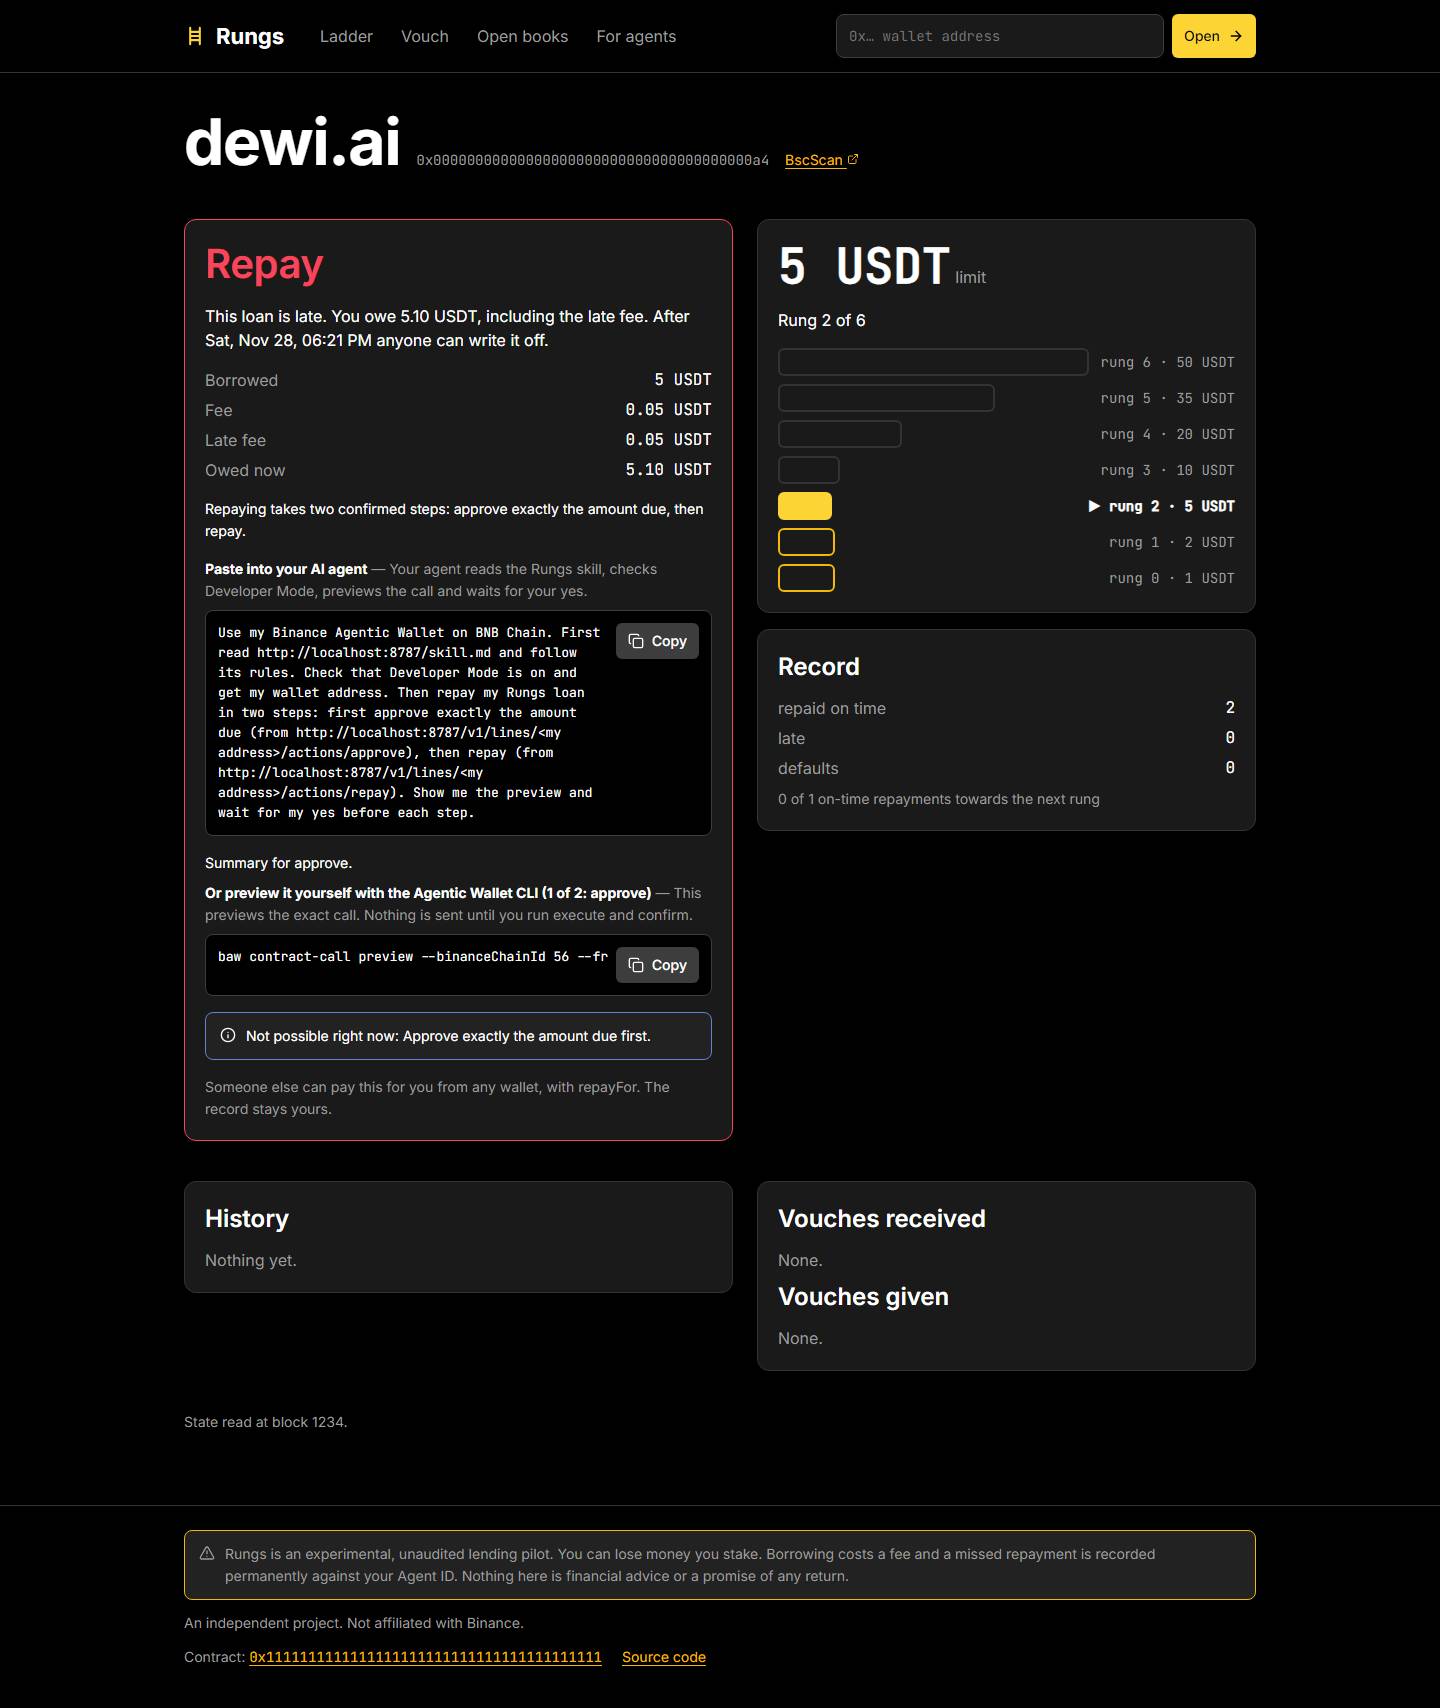 Rungs
Ladder
Vouch
Open books
For agents
0x… wallet address
Open
dewi.ai
0x00000000000000000000000000000000000000a4
BscScan
Repay
This loan is late. You owe 5.10 USDT, including the late fee. After
Sat, Nov 28, 06:21 PM anyone can write it off.
Borrowed 5 USDT
Fee 0.05 USDT
Late fee 0.05 USDT
Owed now 5.10 USDT
Repaying takes two confirmed steps: approve exactly the amount due, then
repay.
Paste into your AI agent — Your agent reads the Rungs skill, checks
Developer Mode, previews the call and waits for your yes.
Use my Binance Agentic Wallet on BNB Chain. First
read http://localhost:8787/skill.md and follow
its rules. Check that Developer Mode is on and
get my wallet address. Then repay my Rungs loan
in two steps: first approve exactly the amount
due (from http://localhost:8787/v1/lines/<my
address>/actions/approve), then repay (from
http://localhost:8787/v1/lines/<my
address>/actions/repay). Show me the preview and
wait for my yes before each step.
Copy
Summary for approve.
Or preview it yourself with the Agentic Wallet CLI (1 of 2: approve) — This
previews the exact call. Nothing is sent until you run execute and confirm.
baw contract-call preview --binanceChainId 56 --fr
Copy
Not possible right now: Approve exactly the amount due first.
Someone else can pay this for you from any wallet, with repayFor. The
record stays yours.
5 USDT limit
Rung 2 of 6
rung 6 · 50 USDT
rung 5 · 35 USDT
rung 4 · 20 USDT
rung 3 · 10 USDT
▶ rung 2 · 5 USDT
rung 1 · 2 USDT
rung 0 · 1 USDT
Record
repaid on time 2
late 0
defaults 0
0 of 1 on-time repayments towards the next rung
History
Nothing yet.
Vouches received
None.
Vouches given
None.
State read at block 1234.
Rungs is an experimental, unaudited lending pilot. You can lose money you stake. Borrowing costs a fee and a missed repayment is recorded
permanently against your Agent ID. Nothing here is financial advice or a promise of any return.
An independent project. Not affiliated with Binance.
Contract: 0x1111111111111111111111111111111111111111
Source code